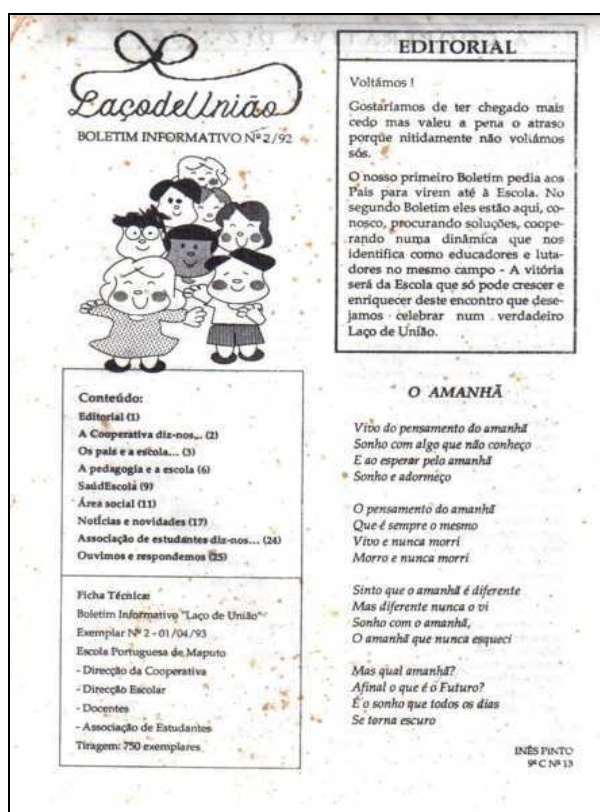 LaçodeUnião
BOLETIM INFORMATIVO Nº 2/92
EDITORIAL
Voltámos !
Gostaríamos de ter chegado mais
cedo mas valeu a pena o atraso
porque nitidamente não voltámos
sós.
O nosso primeiro Boletim pedia aos
Pais para virem até à Escola. No
segundo Boletim eles estão aqui, co-
nosco, procurando soluções, coope-
rando numa dinâmica que nos
identifica como educadores e luta-
dores no mesmo campo - A vitória
será da Escola que só pode crescer e
enriquecer deste encontro que dese-
jamos celebrar num verdadeiro
Laço de União.
Conteúdo:
Editorial (1)
A Cooperativa diz-nos... (2)
Os pais e a escola... (3)
A pedagogia e a escola (6)
SaúdEscola (9)
Área social (11)
Notícias e novidades (17)
Associação de estudantes diz-nos... (24)
Ouvimos e respondemos (25)
Ficha Técnica:
Boletim Informativo "Laço de União"
Exemplar Nº 2 - 01/04/93
Escola Portuguesa de Maputo
- Direcção da Cooperativa
- Direcção Escolar
- Docentes
- Associação de Estudantes
Tiragem: 750 exemplares
O AMANHÃ
Vivo do pensamento do amanhã
Sonho com algo que não conheço
E ao esperar pelo amanhã
Sonho e adormeço
O pensamento do amanhã
Que é sempre o mesmo
Vivo e nunca morri
Morro e nunca morri
Sinto que o amanhã é diferente
Mas diferente nunca o vi
Sonho com o amanhã,
O amanhã que nunca esqueci
Mas qual amanhã?
Afinal o que é o Futuro?
É o sonho que todos os dias
Se torna escuro
INÊS PINTO
9º C Nº 13